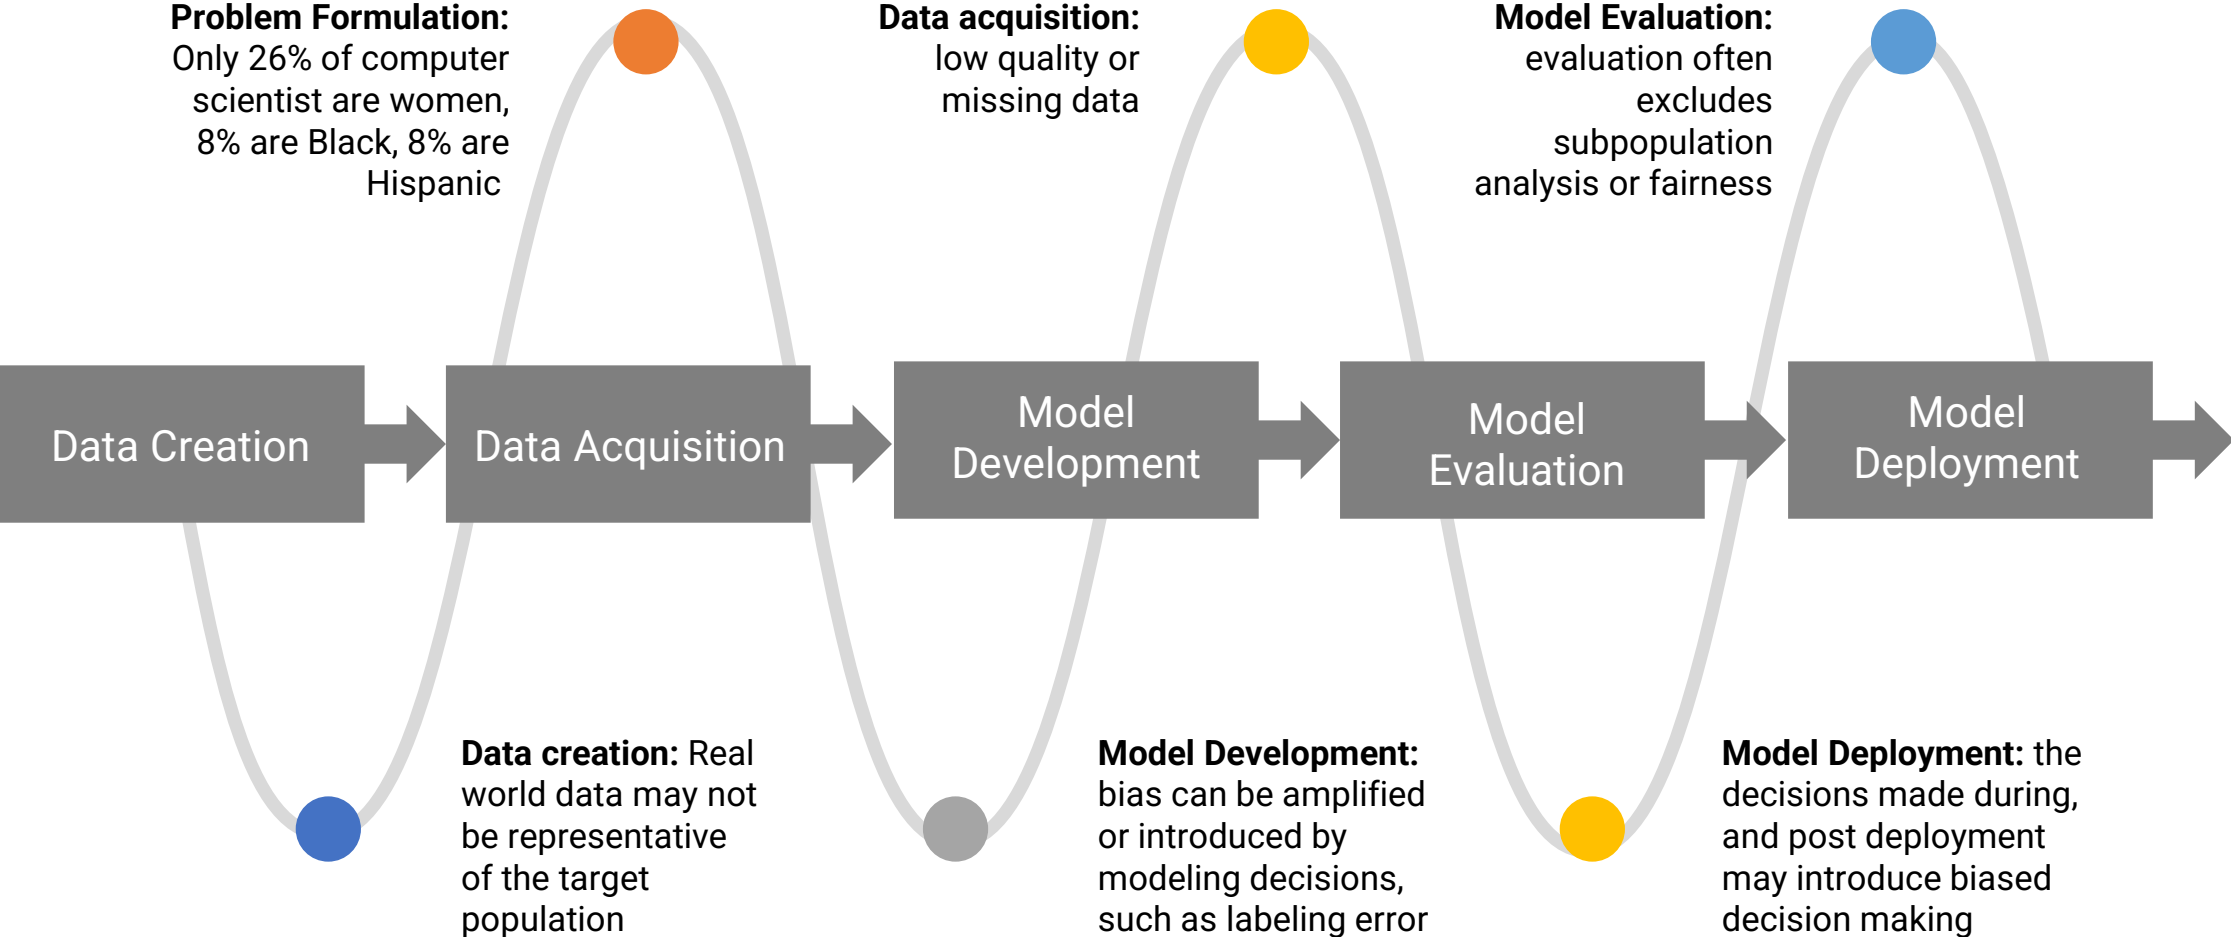 Problem Formulation:
Only 26% of computer
scientist are women,
8% are Black, 8% are
Hispanic
Data acquisition:
low quality or
missing data
Model Evaluation:
evaluation often
excludes
subpopulation
analysis or fairness
Data Creation
Data Acquisition
Model
Development
Model
Evaluation
Model
Deployment
Data creation: Real
world data may not
be representative
of the target
population
Model Development:
bias can be amplified
or introduced by
modeling decisions,
such as labeling error
Model Deployment: the
decisions made during,
and post deployment
may introduce biased
decision making